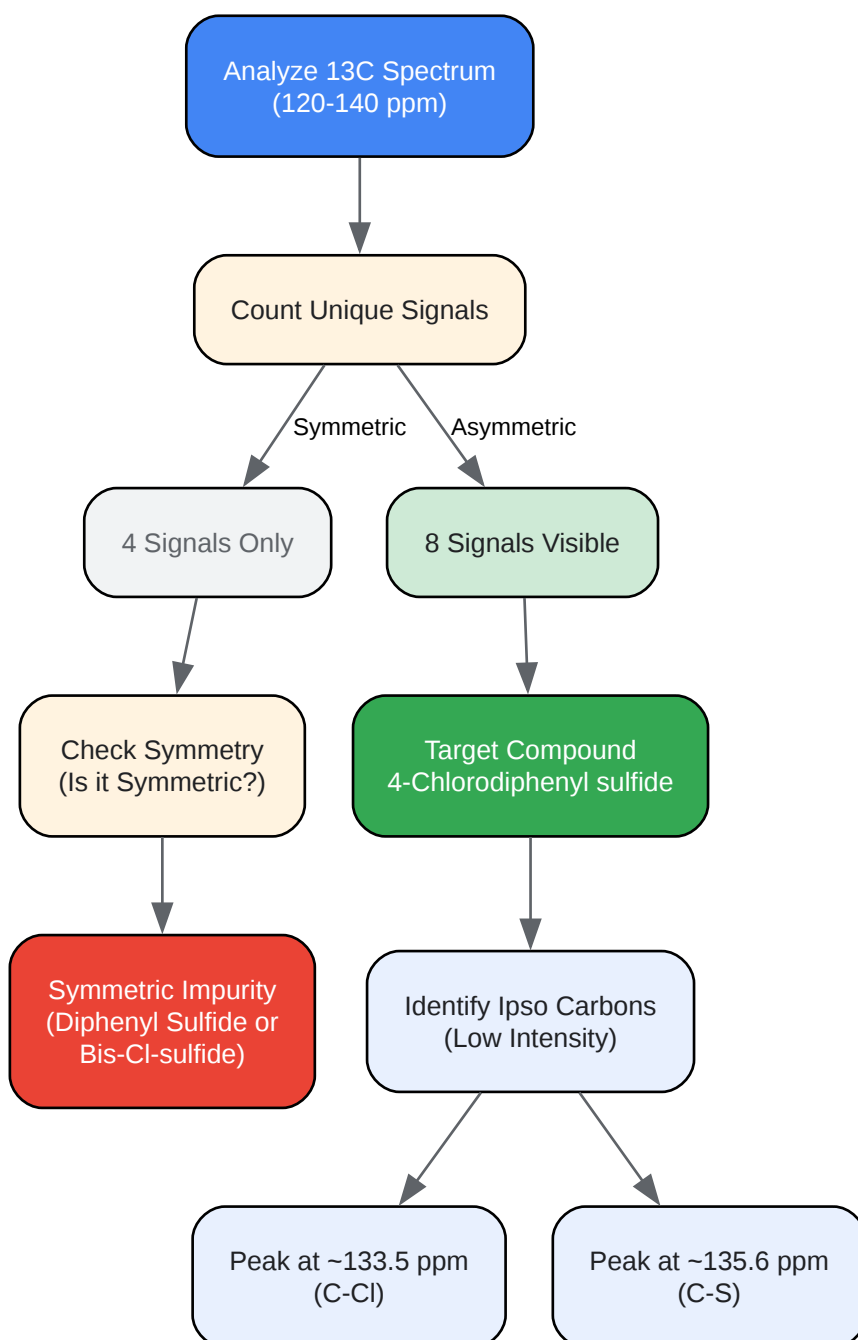 Analyze 13C Spectrum
(120-140 ppm)
Count Unique Signals
Symmetric
Asymmetric
4 Signals Only
8 Signals Visible
Check Symmetry
(Is it Symmetric?)
Target Compound
4-Chlorodiphenyl sulfide
Symmetric Impurity
(Diphenyl Sulfide or
Bis-Cl-sulfide)
Identify Ipso Carbons
(Low Intensity)
Peak at ~133.5 ppm
(C-Cl)
Peak at ~135.6 ppm
(C-S)